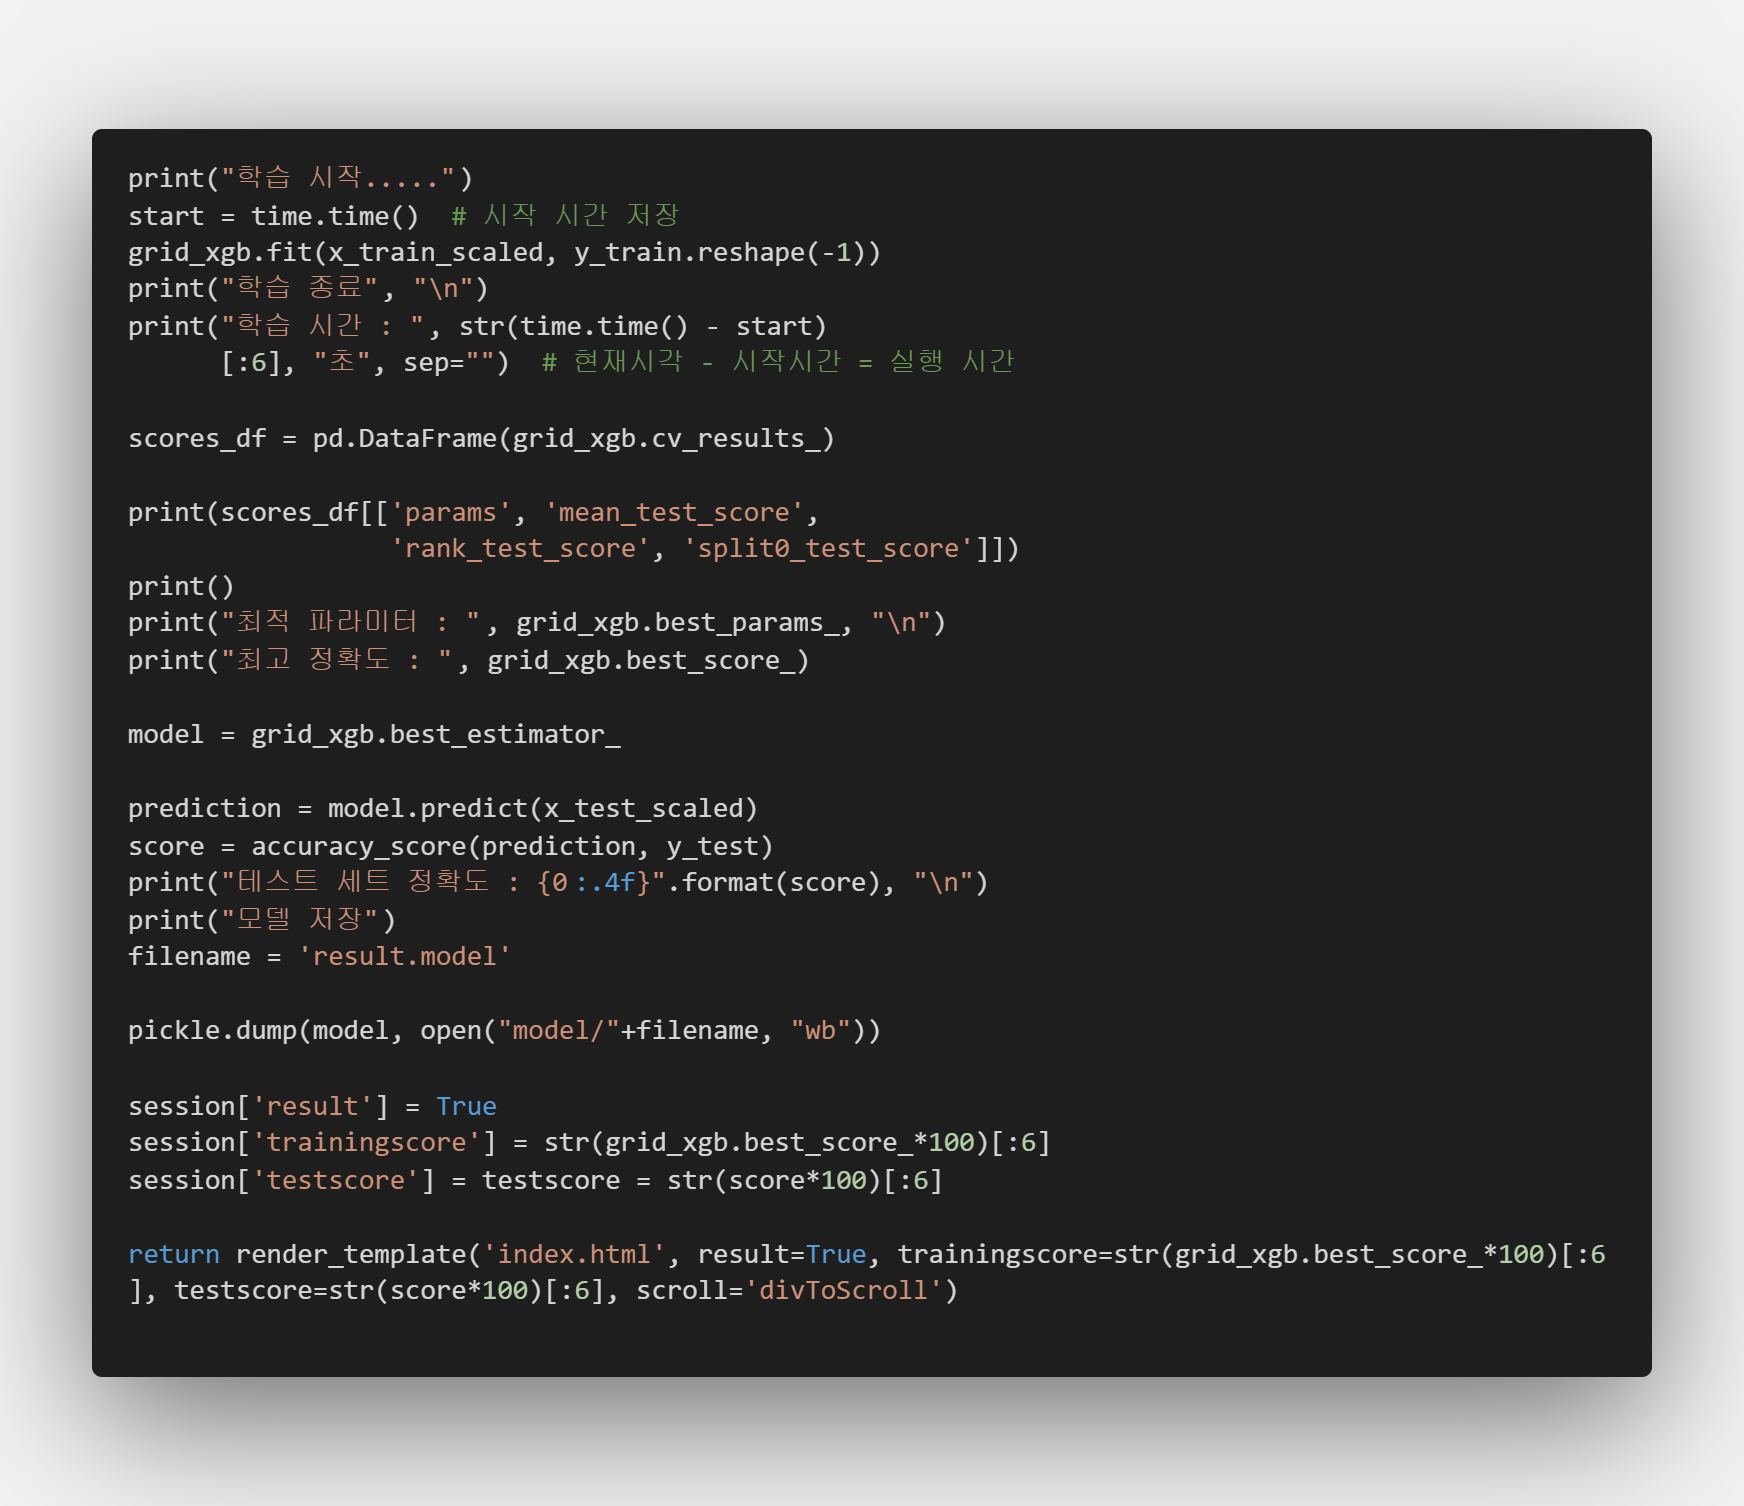 print("학습 시작.....")
start = time.time()  # 시작 시간 저장
grid_xgb.fit(x_train_scaled, y_train.reshape(-1))
print("학습 종료", "\n")
print("학습 시간 : ", str(time.time() - start)
      [:6], "초", sep="")  # 현재시각 - 시작시간 = 실행 시간

scores_df = pd.DataFrame(grid_xgb.cv_results_)

print(scores_df[['params', 'mean_test_score',
                 'rank_test_score', 'split0_test_score']])
print()
print("최적 파라미터 : ", grid_xgb.best_params_, "\n")
print("최고 정확도 : ", grid_xgb.best_score_)

model = grid_xgb.best_estimator_

prediction = model.predict(x_test_scaled)
score = accuracy_score(prediction, y_test)
print("테스트 세트 정확도 : {0:.4f}".format(score), "\n")
print("모델 저장")
filename = 'result.model'

pickle.dump(model, open("model/"+filename, "wb"))

session['result'] = True
session['trainingscore'] = str(grid_xgb.best_score_*100)[:6]
session['testscore'] = testscore = str(score*100)[:6]

return render_template('index.html', result=True, trainingscore=str(grid_xgb.best_score_*100)[:6
], testscore=str(score*100)[:6], scroll='divToScroll')